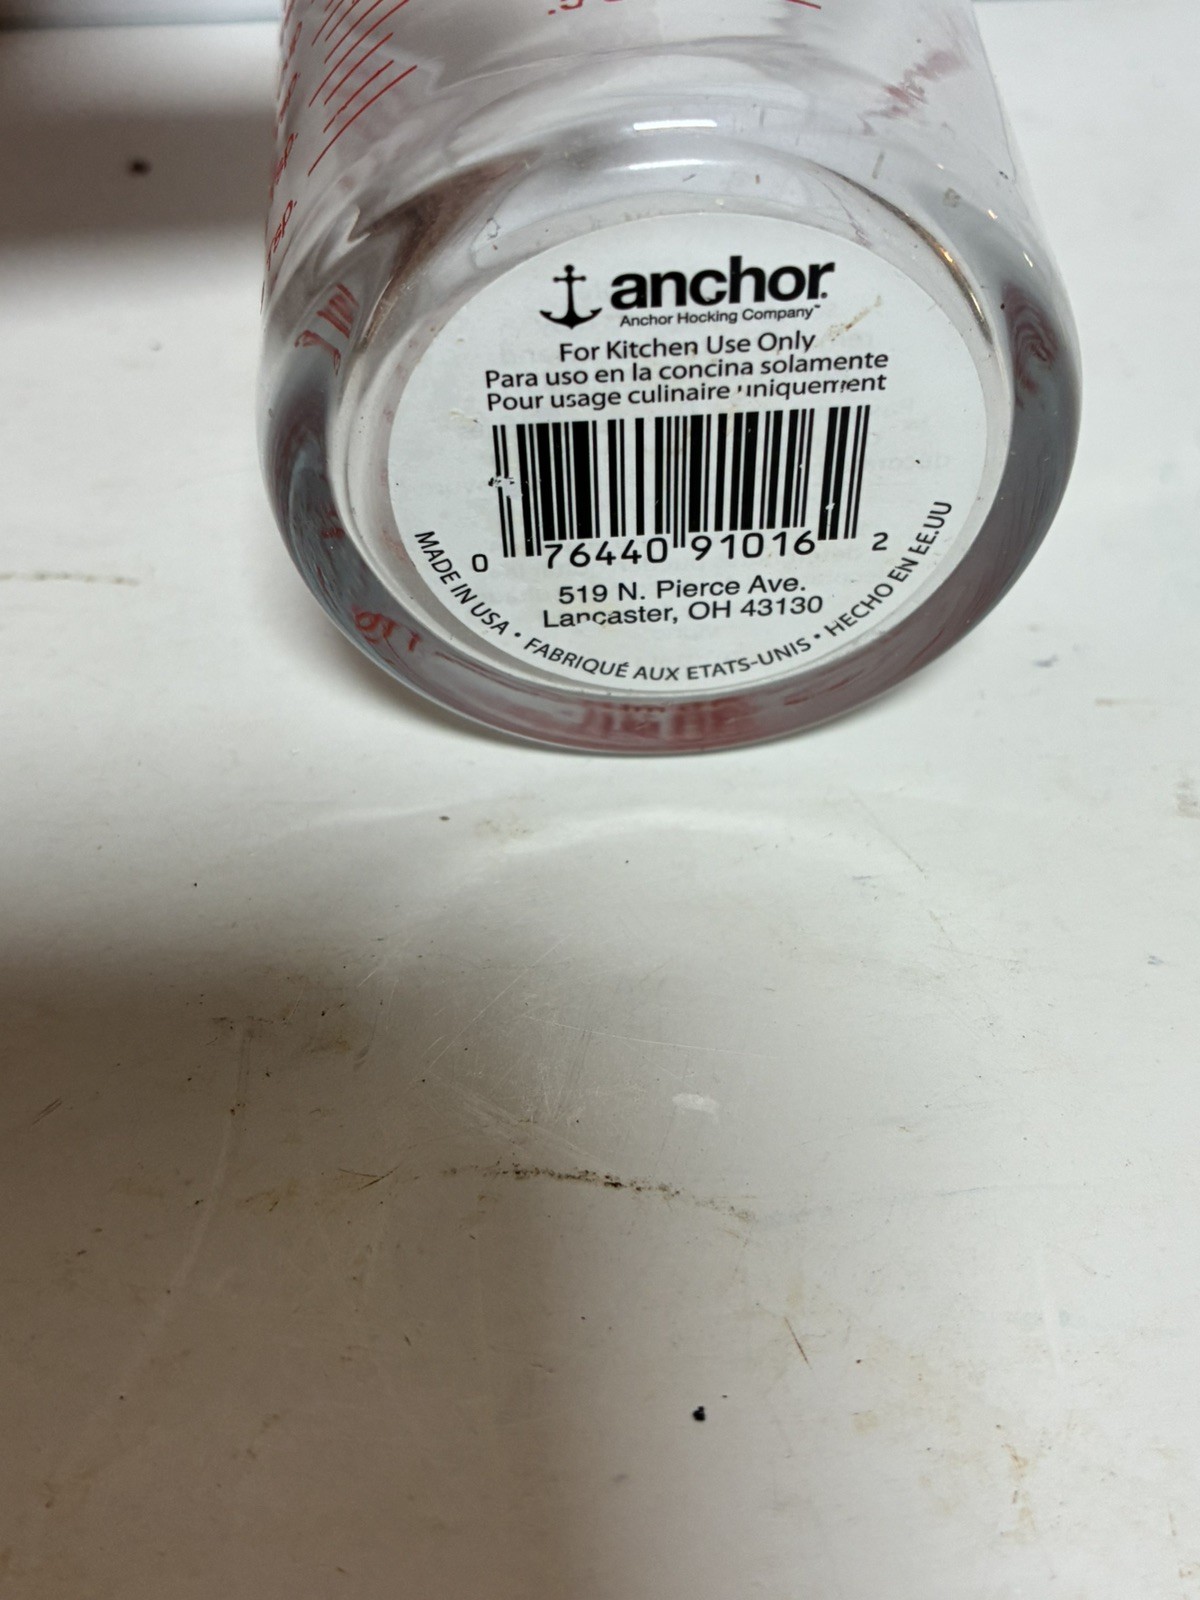 sp.
sp.
anchor.
Anchor Hocking Company™
For Kitchen Use Only
Para uso en la concina solamente
Pour usage culinaire uniquement
0 76440 91016 2
519 N. Pierce Ave.
Lancaster, OH 43130
MADE IN USA • FABRIQUÉ AUX ETATS-UNIS • HECHO EN EE.UU